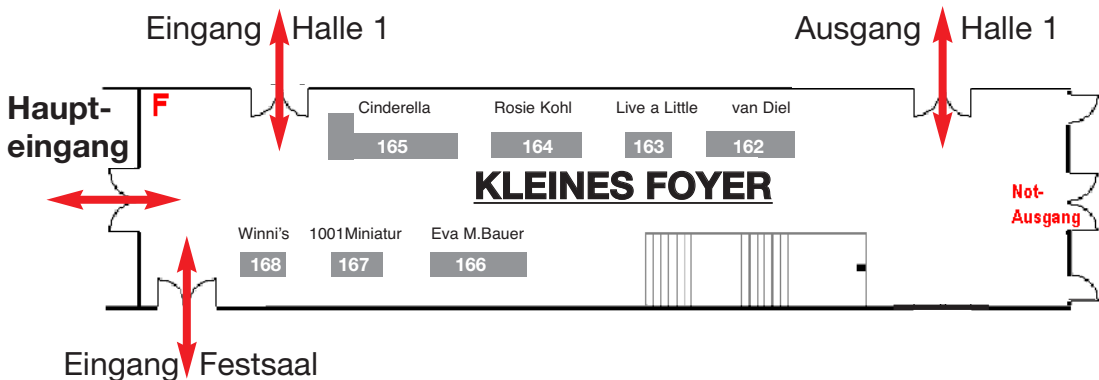 Eingang Halle 1
Ausgang Halle 1
Haupt-
eingang
F
Cinderella
Rosie Kohl
Live a Little
van Diel
165
164
163
162
KLEINES FOYER
Not-
Ausgang
Winni's
1001Miniatur
Eva M.Bauer
168
167
166
Eingang Festsaal